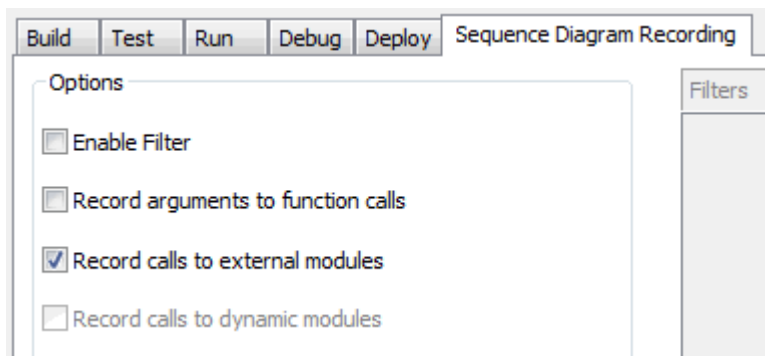 Build Test Run Debug Deploy Sequence Diagram Recording
Options
Filters
Enable Filter
Record arguments to function calls
Record calls to external modules
Record calls to dynamic modules